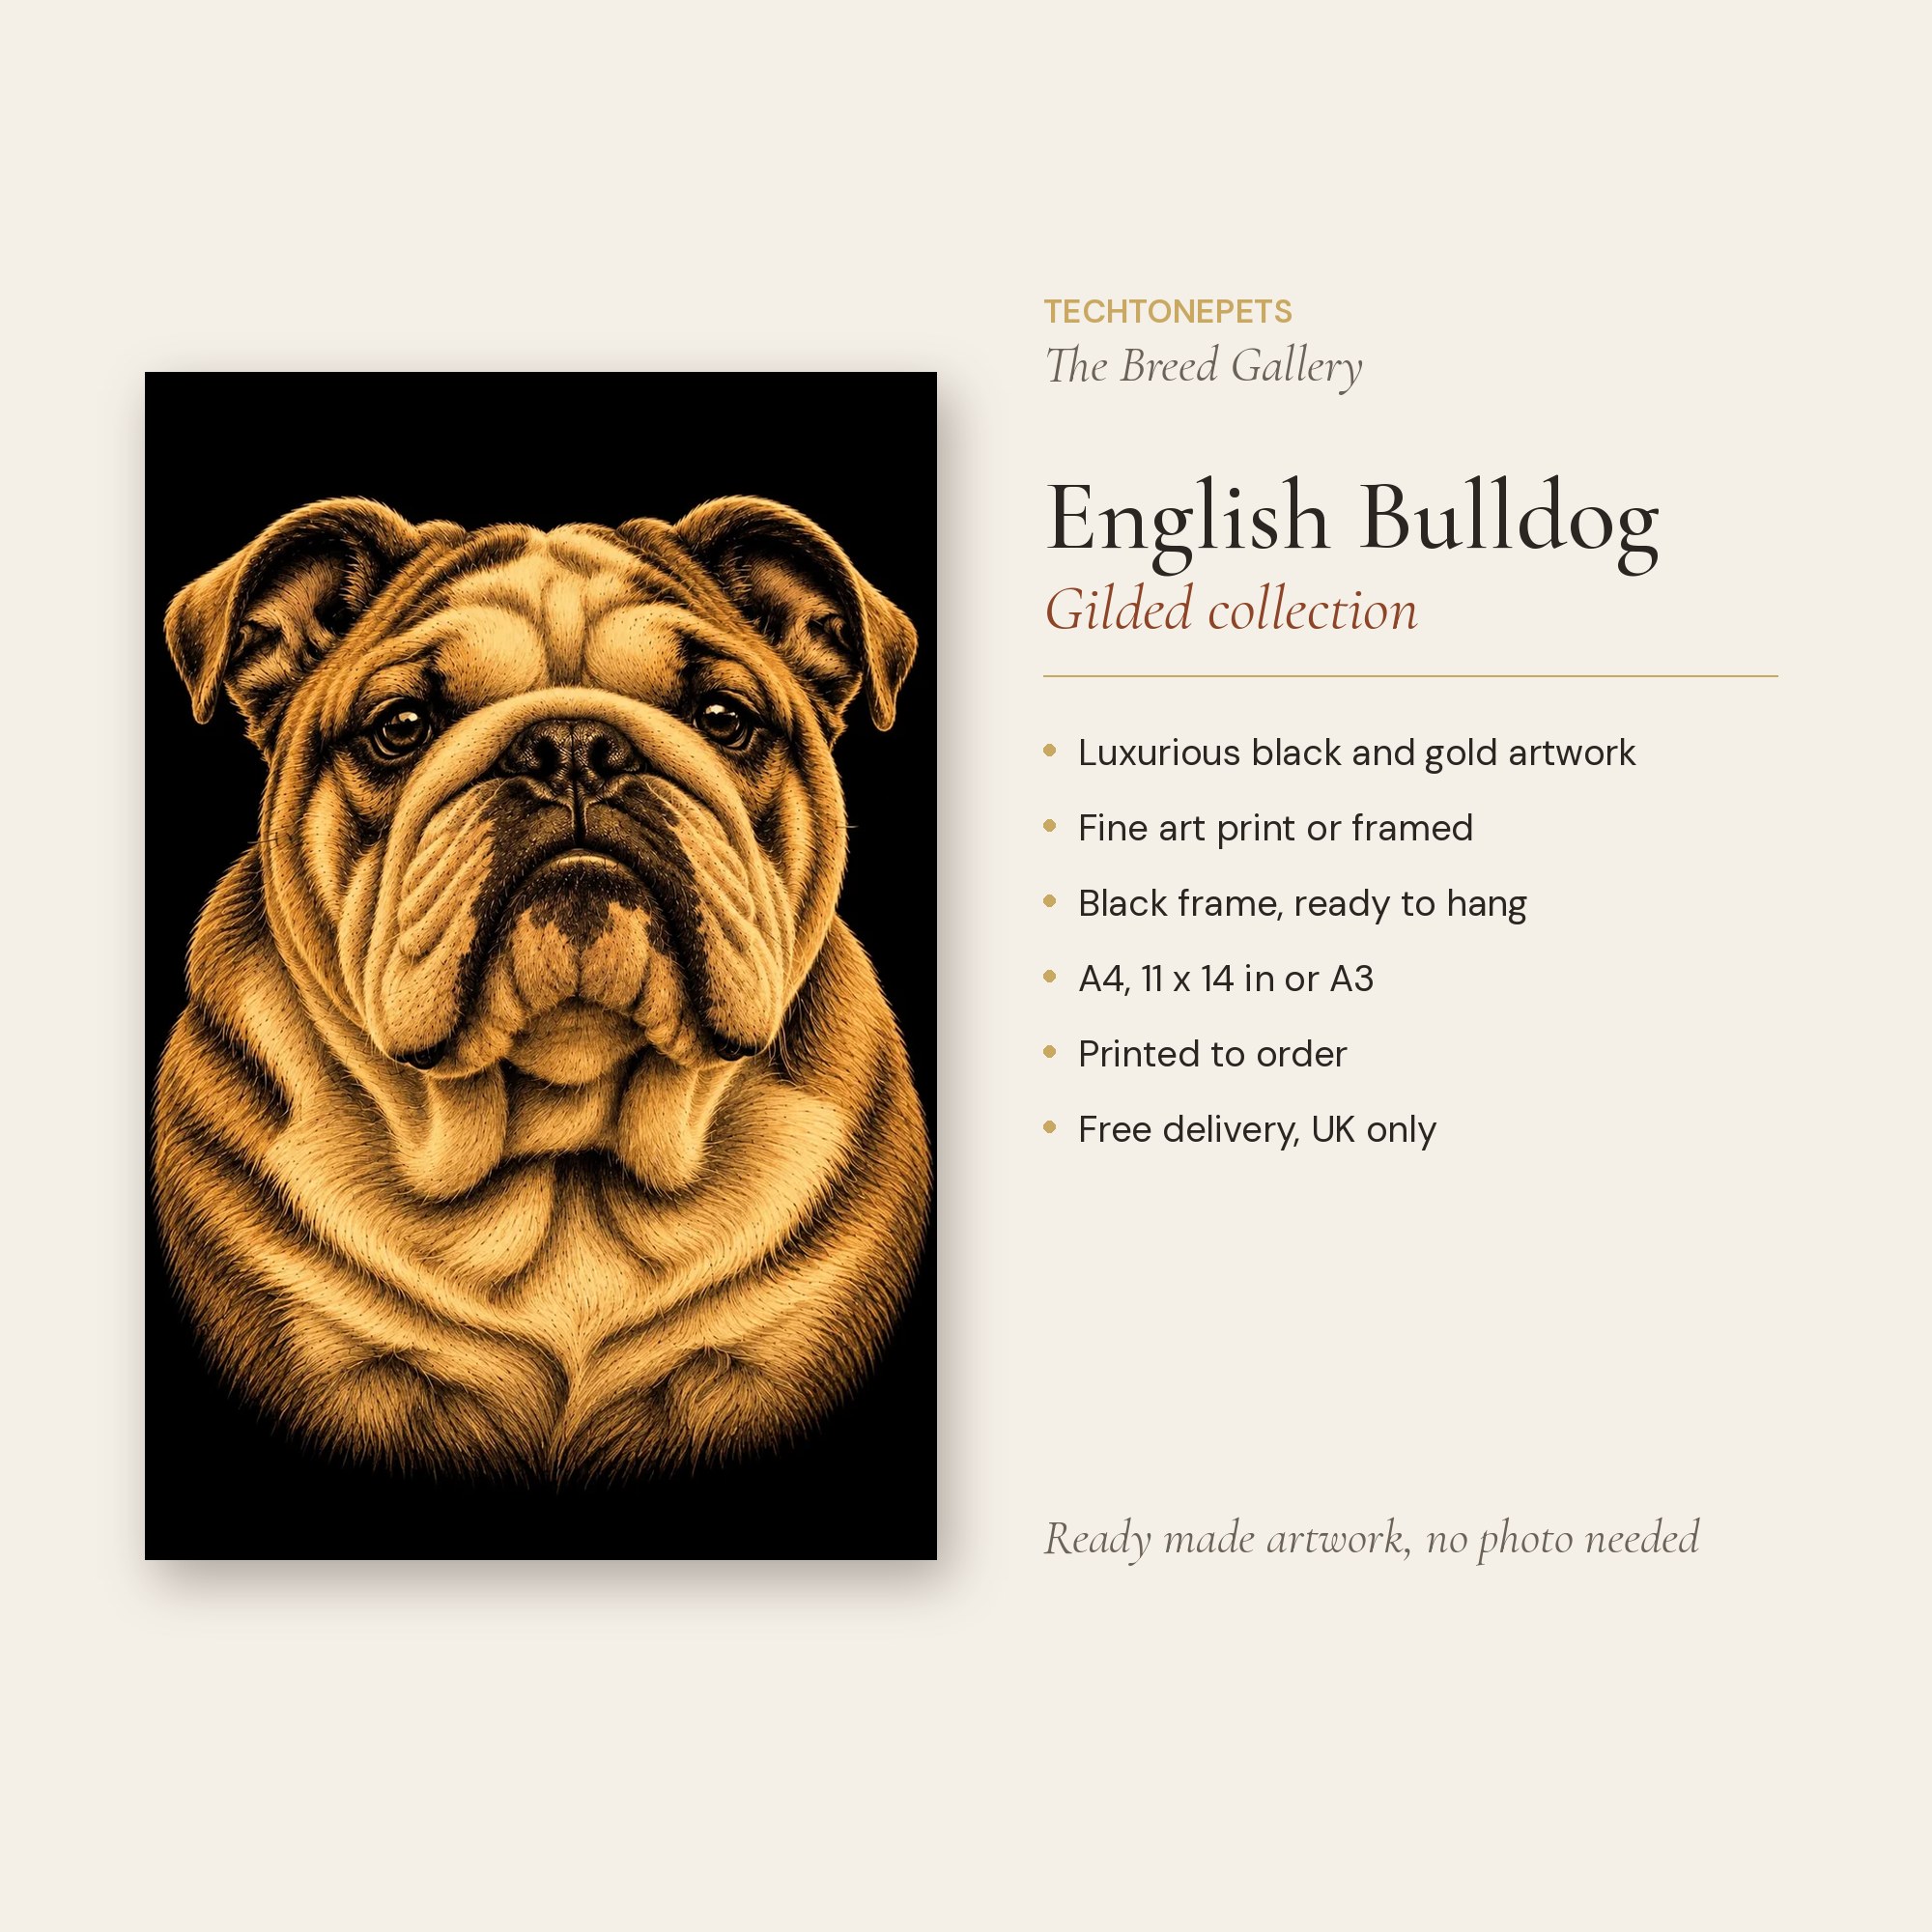 TECHTONEPETS
The Breed Gallery
English Bulldog
Gilded collection
Luxurious black and gold artwork
Fine art print or framed
Black frame, ready to hang
A4, 11 x 14 in or A3
Printed to order
Free delivery, UK only
Ready made artwork, no photo needed